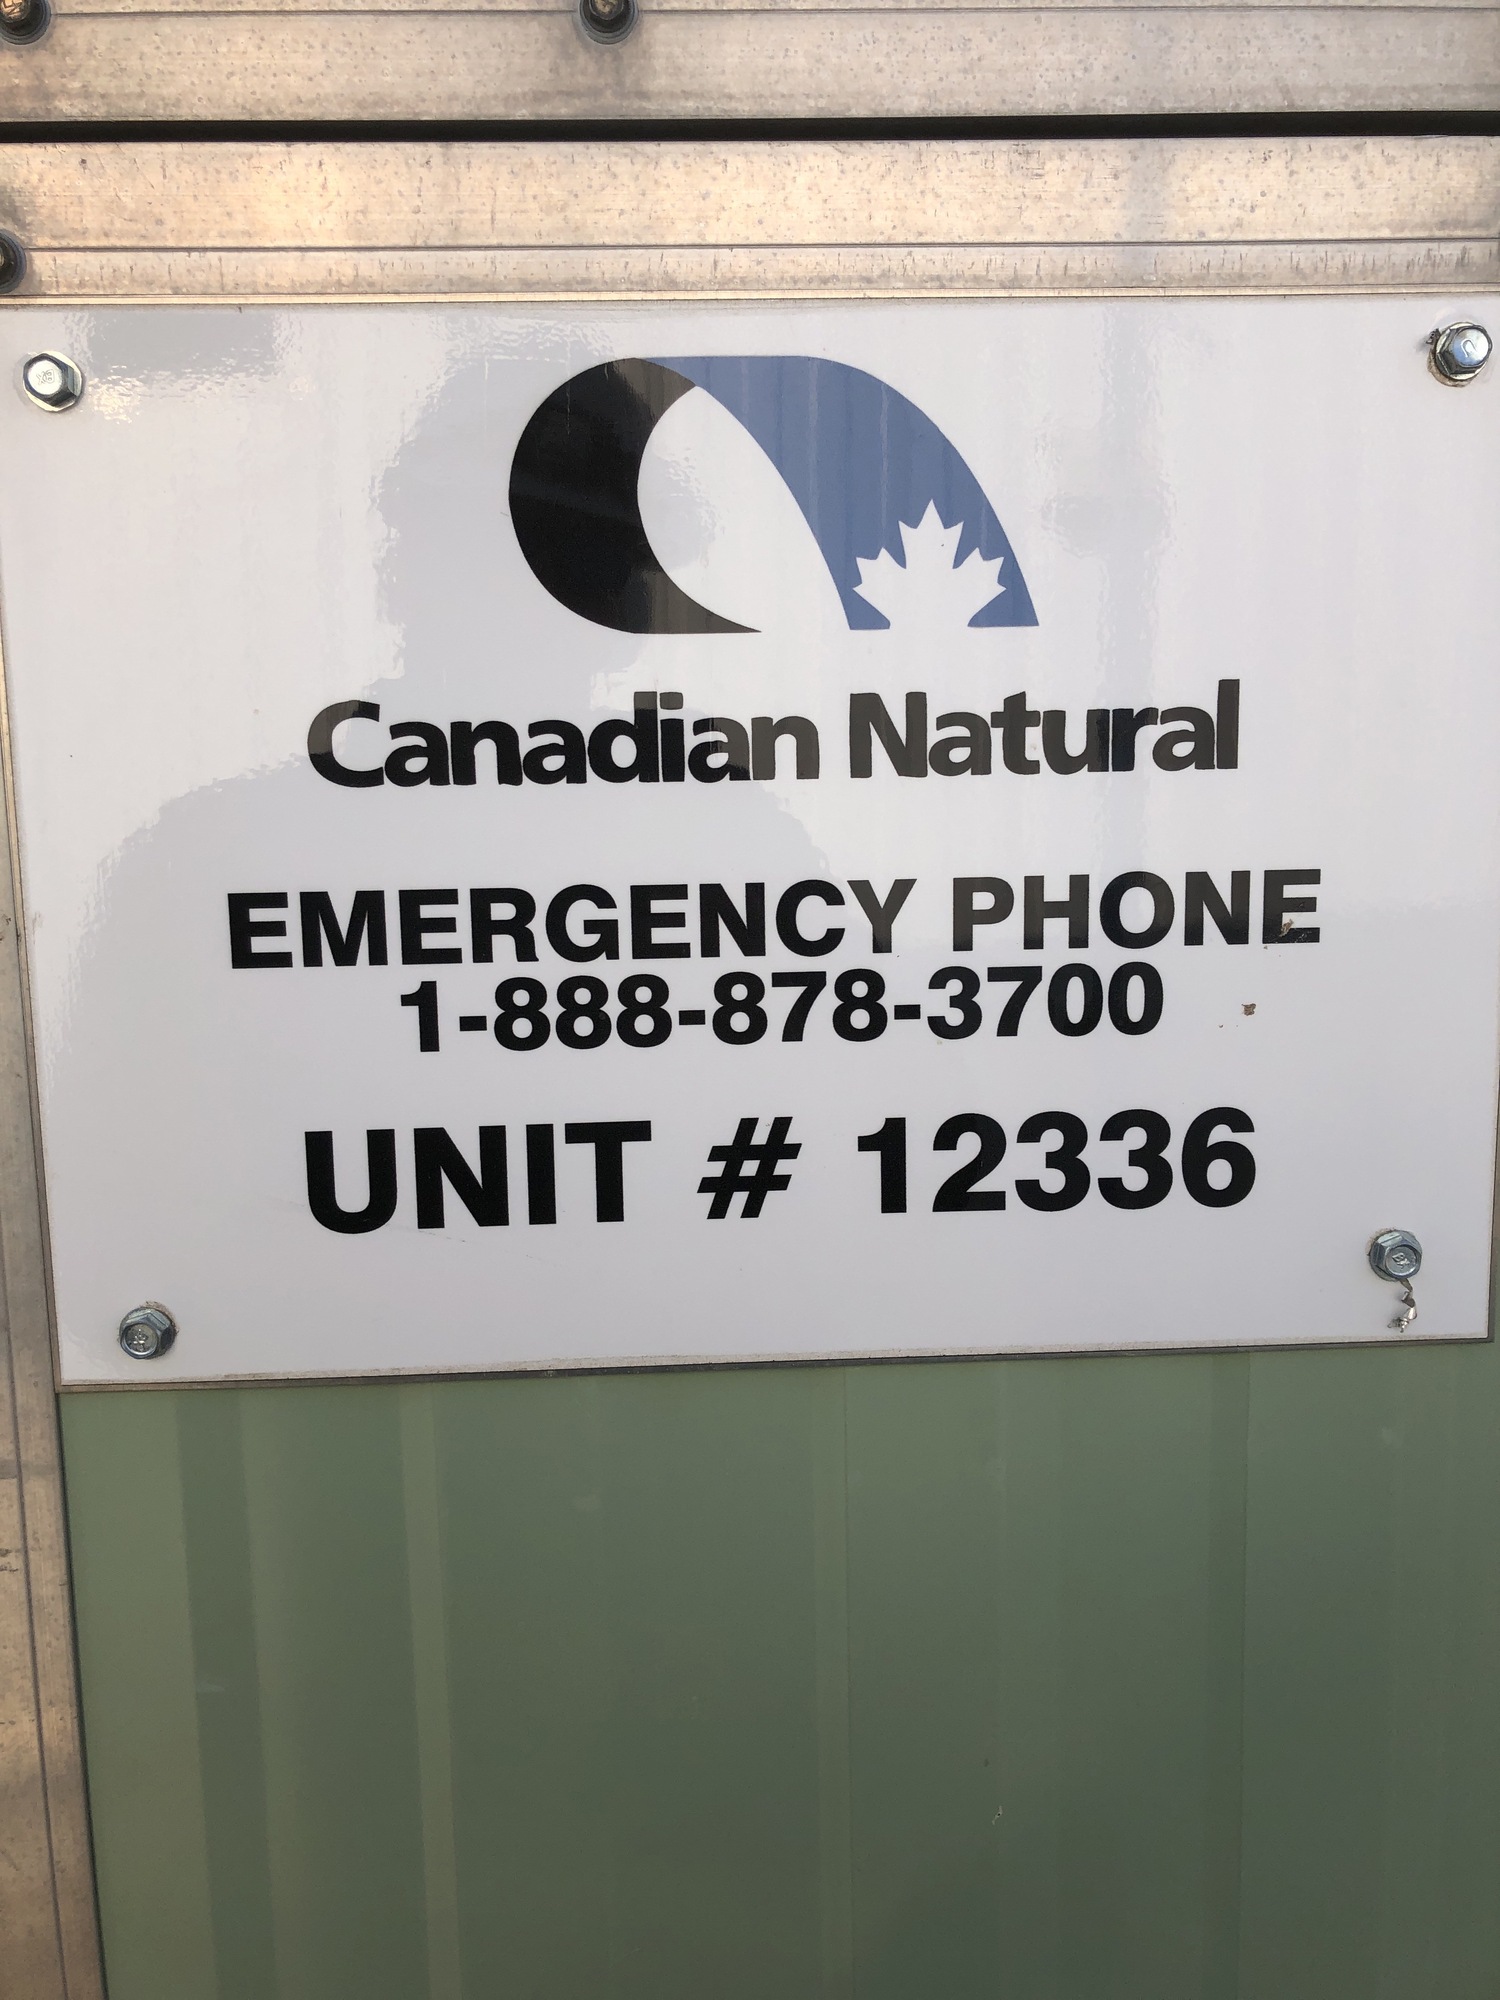 Canadian Natural
EMERGENCY PHONE
1-888-878-3700
UNIT # 12336